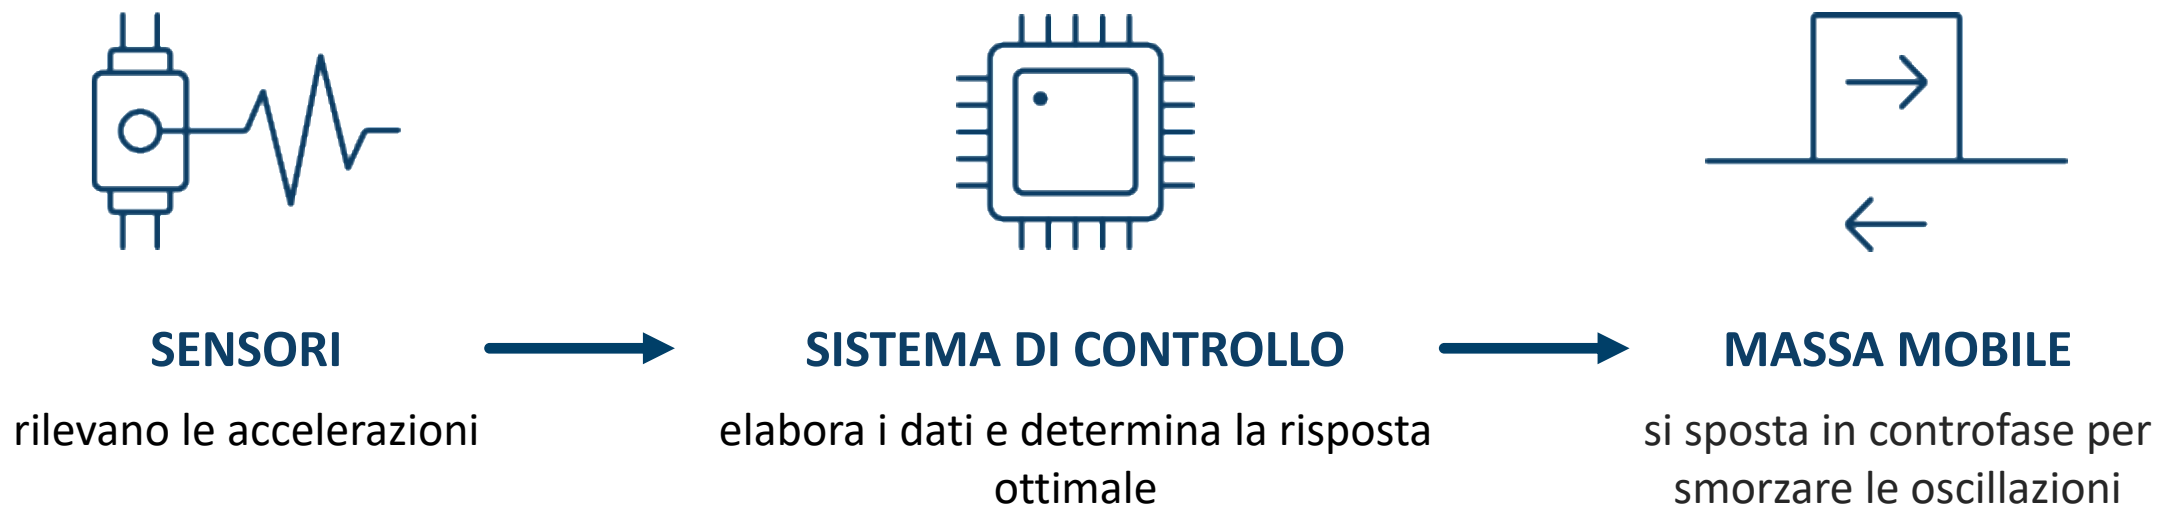 SENSORI
rilevano le accelerazioni
SISTEMA DI CONTROLLO
elabora i dati e determina la risposta
ottimale
MASSA MOBILE
si sposta in controfase per
smorzare le oscillazioni